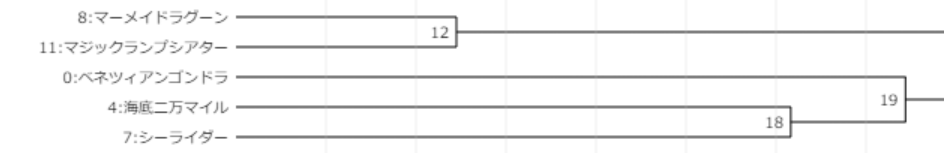 8:マーメイドラグーン
12
11:マジックランプシアター
0:ベネツィアンゴンドラ
19
4:海底二万マイル
18
7:シーライダー